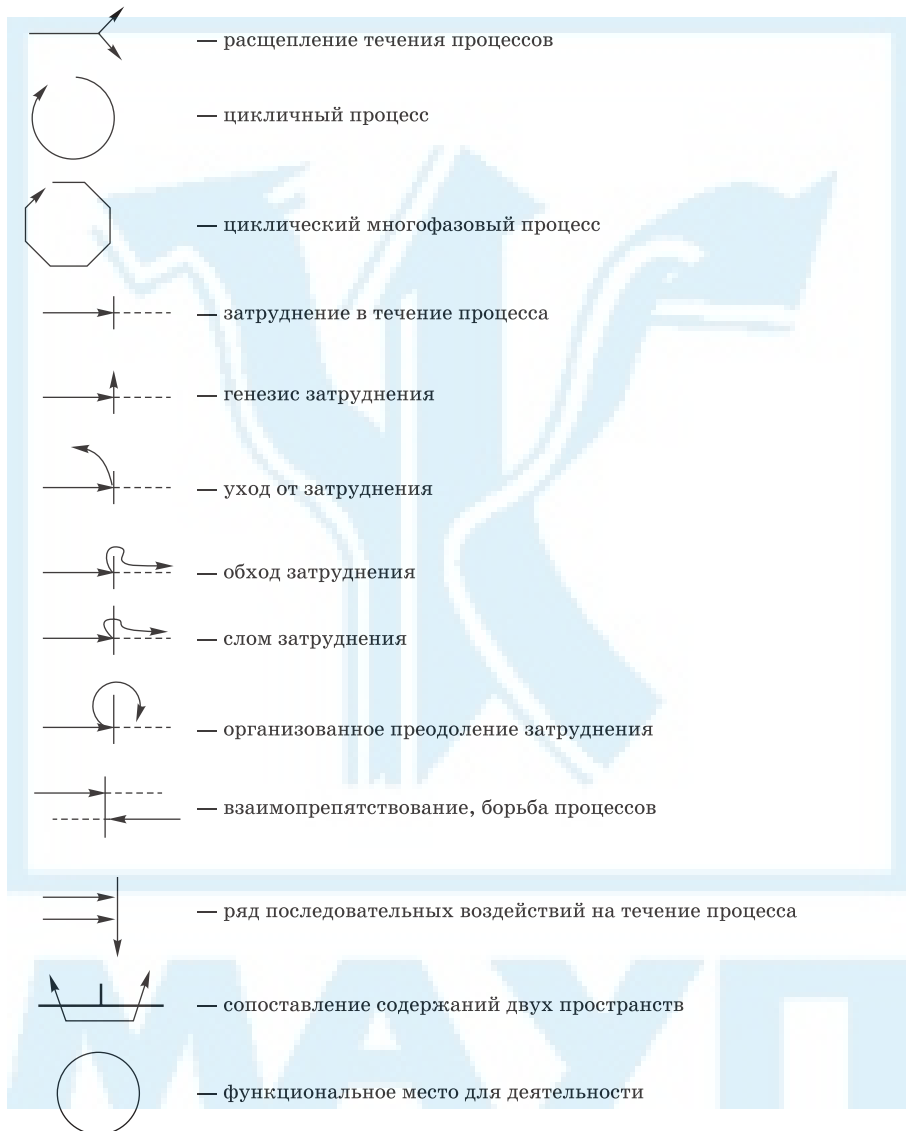 — расщепление течения процессов
— цикличный процесс
— циклический многофазовый процесс
— затруднение в течение процесса
— генезис затруднения
— уход от затруднения
— обход затруднения
— слом затруднения
— организованное преодоление затруднения
— взаимопрепятствование, борьба процессов
— ряд последовательных воздействий на течение процесса
— сопоставление содержаний двух пространств
— функциональное место для деятельности
МАУП